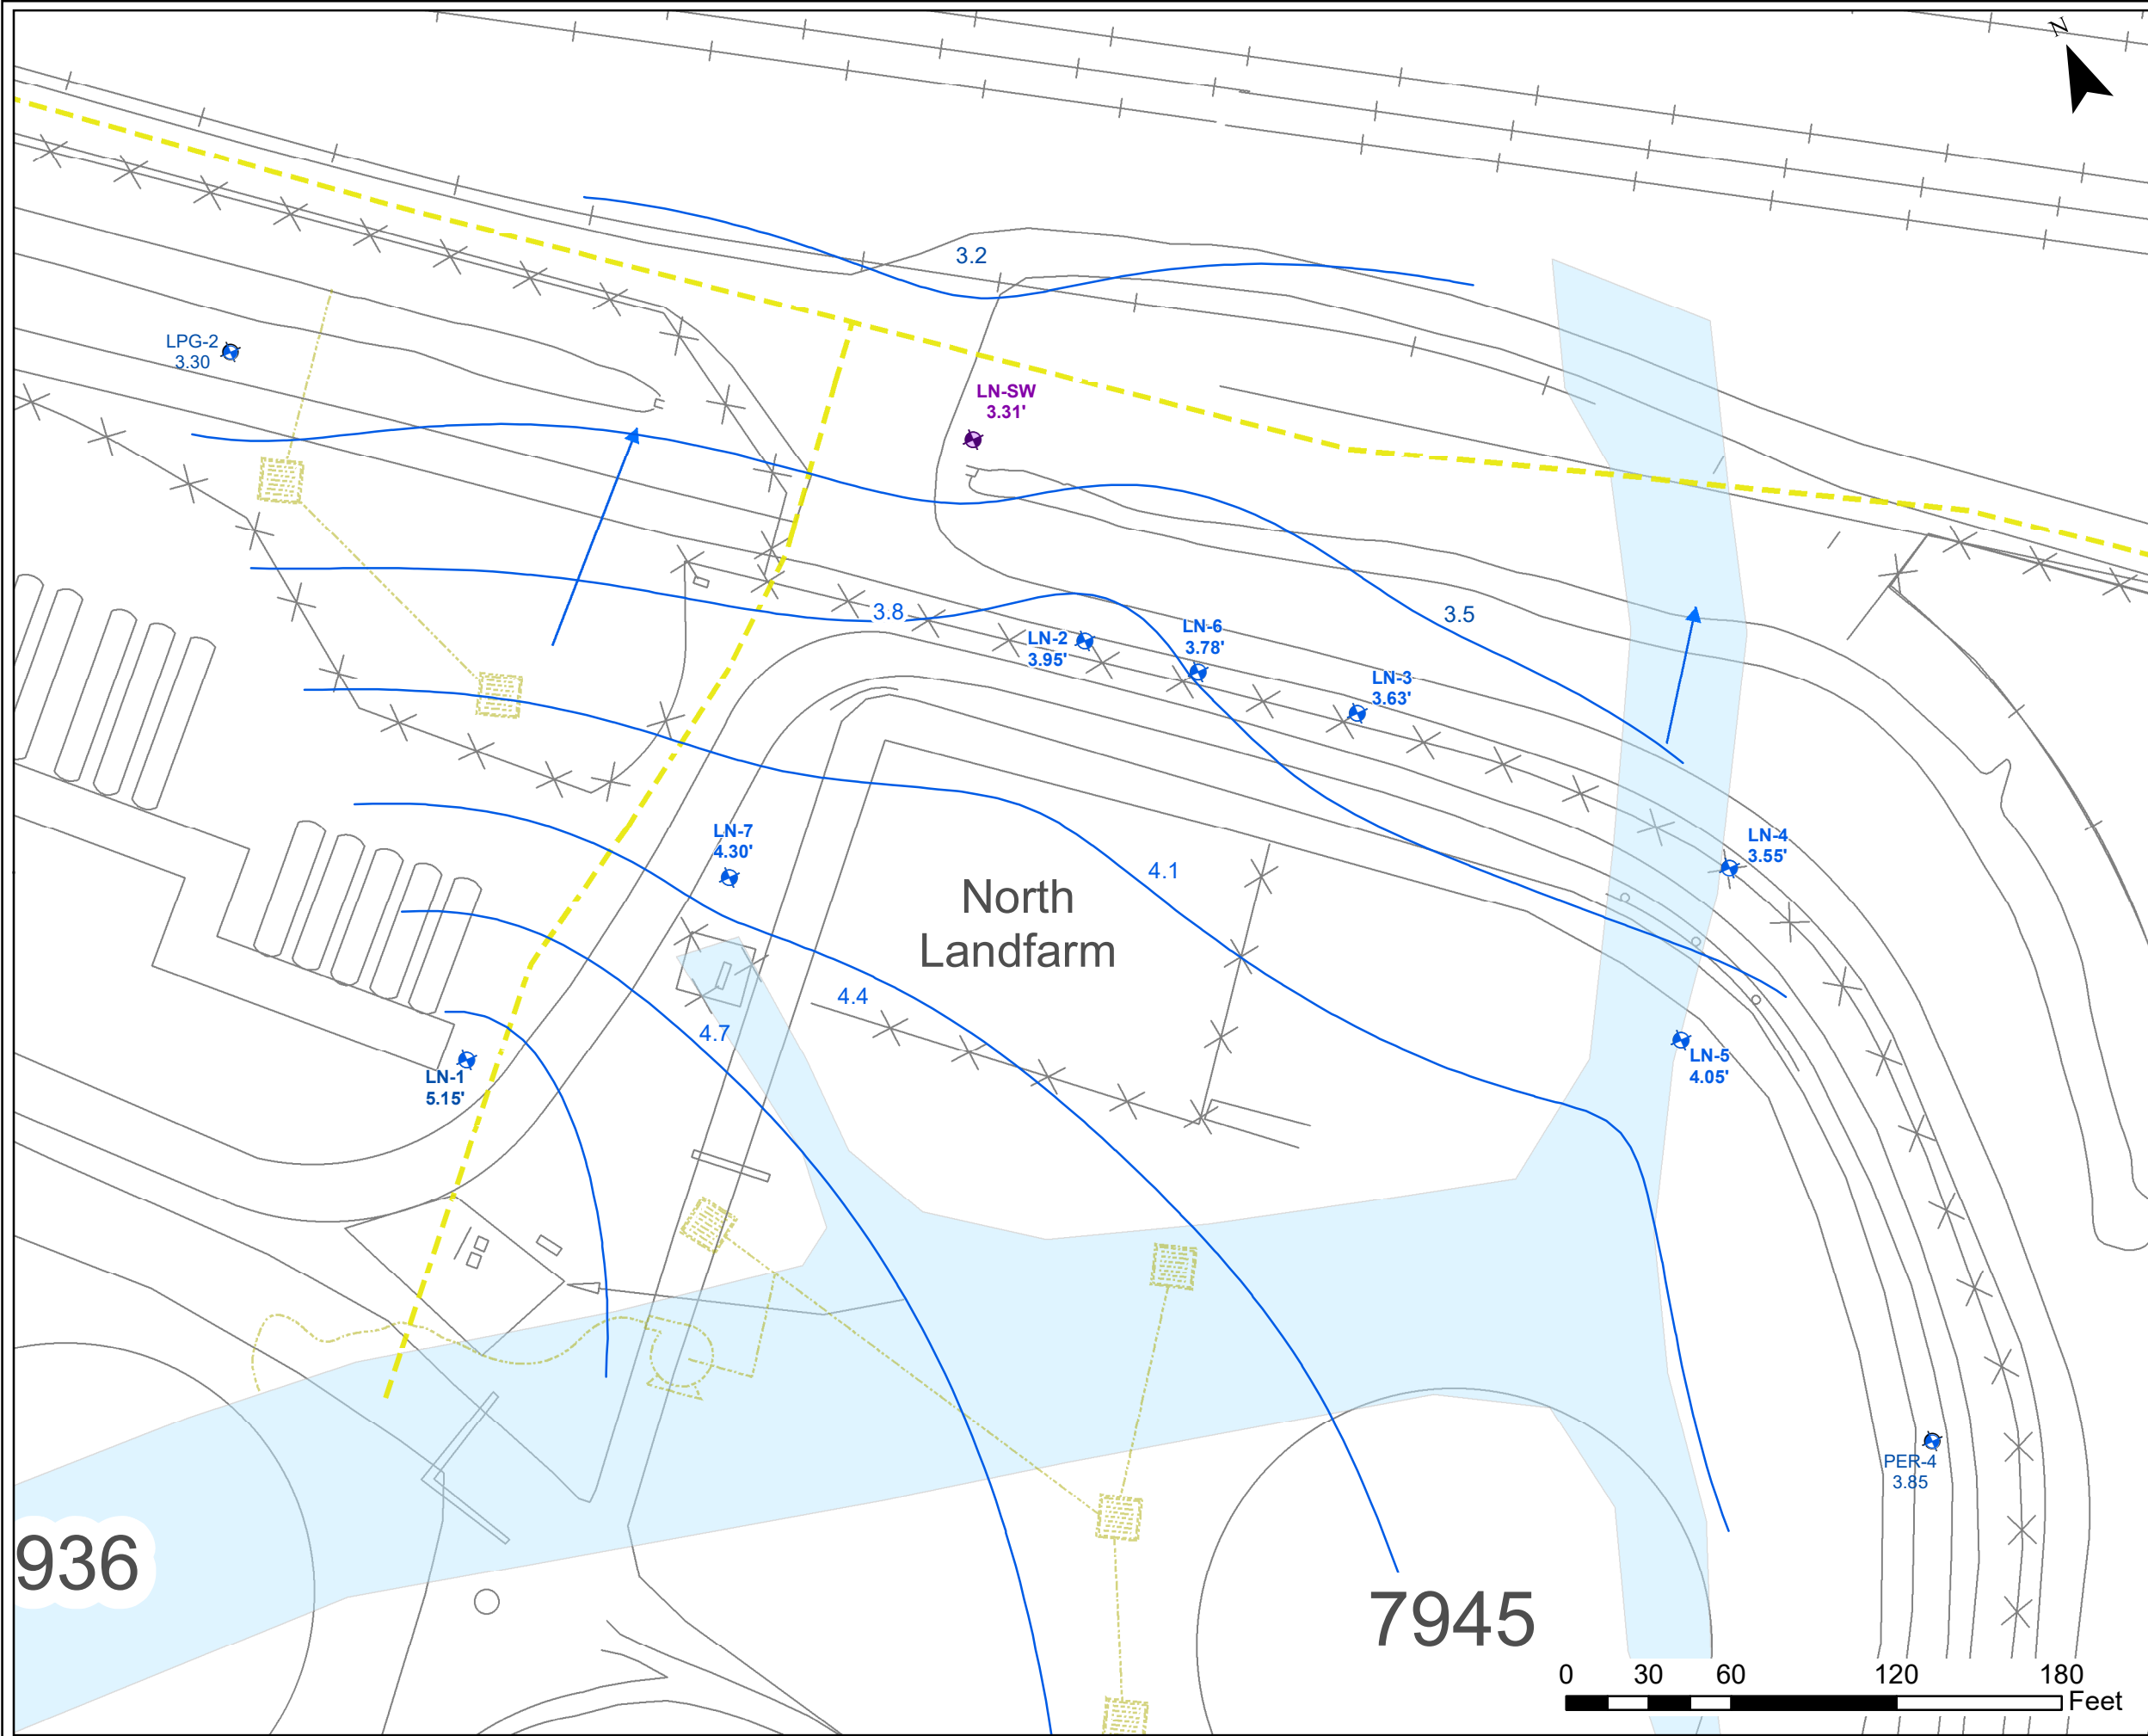 N
3.2
LPG-2
3.30
LN-SW
3.31'
3.8
3.5
LN-2
3.95'
LN-6
3.78'
LN-3
3.63'
LN-7
4.30'
4.1
LN-4
3.55'
North
Landfarm
4.4
4.7
LN-5
4.05'
LN-1
5.15'
PER-4
3.85
936
7945
0 30 60 120 180
Feet